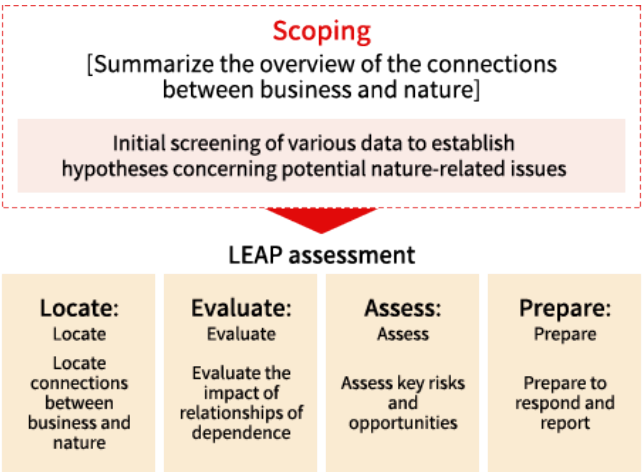 Scoping
[Summarize the overview of the connections
between business and nature]
Initial screening of various data to establish
hypotheses concerning potential nature-related issues
LEAP assessment
Locate:
Locate
Locate
connections
between
business and
nature
Evaluate:
Evaluate
Evaluate the
impact of
relationships of
dependence
Assess:
Assess
Assess key risks
and
opportunities
Prepare:
Prepare
Prepare to
respond and
report